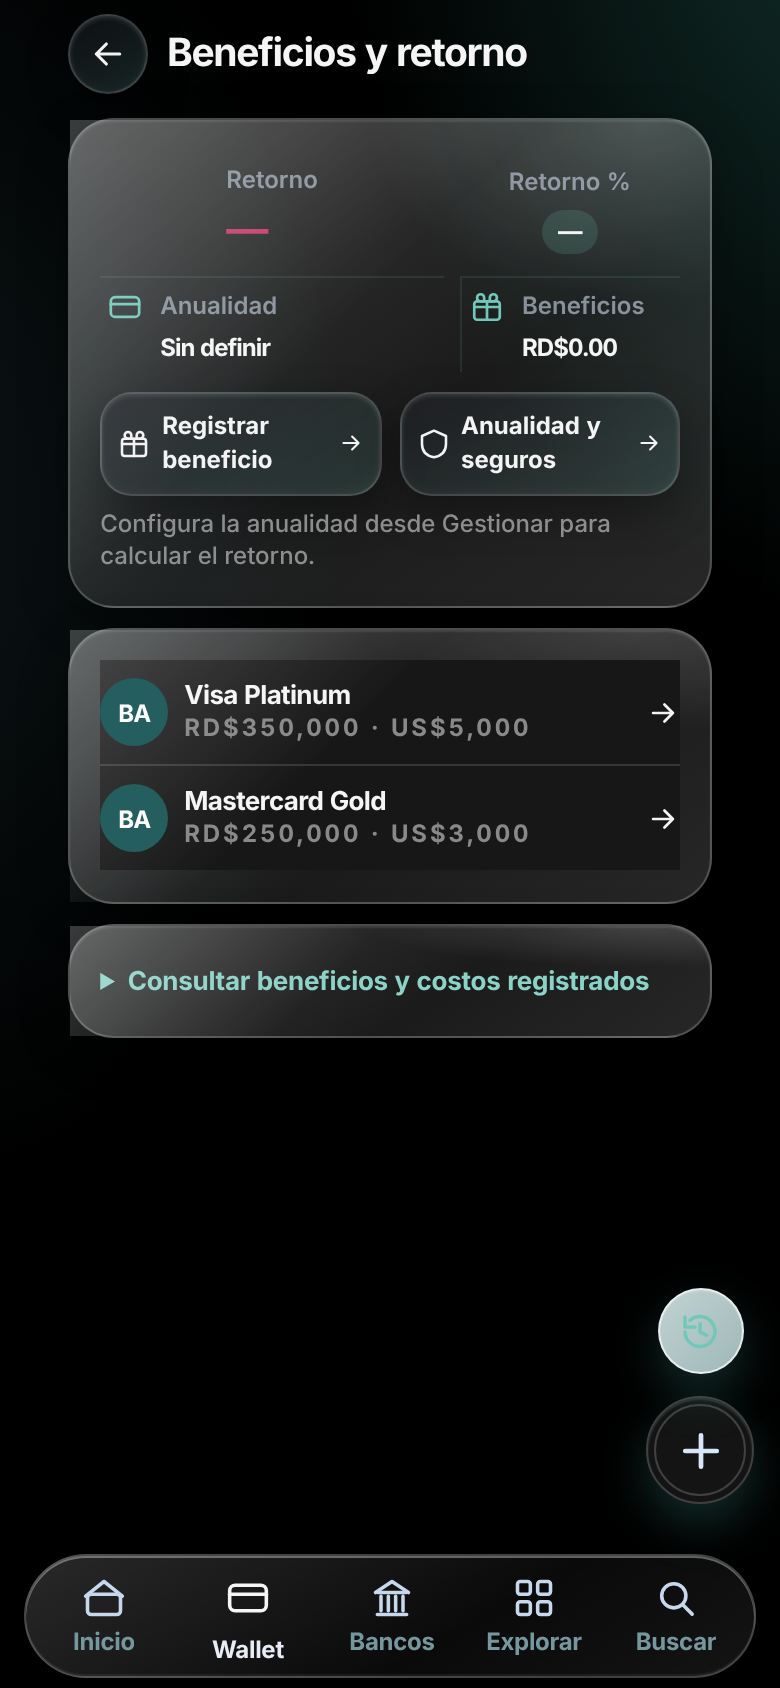 Beneficios y retorno
Retorno
—
Retorno %
—
Anualidad
Sin definir
Beneficios
RD$0.00
Registrar
beneficio
Anualidad y
seguros
Configura la anualidad desde Gestionar para
calcular el retorno.
BA
Visa Platinum
RD$350,000 · US$5,000
BA
Mastercard Gold
RD$250,000 · US$3,000
Consultar beneficios y costos registrados
Inicio
Wallet
Bancos
Explorar
Buscar